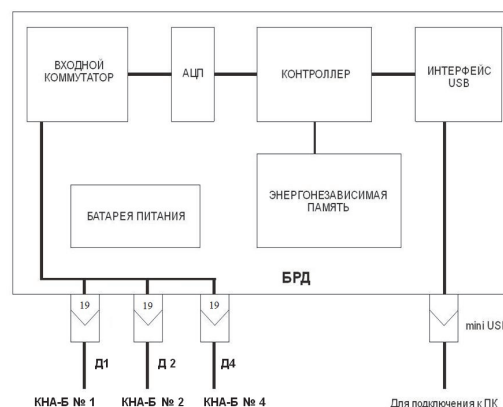 ВХОДНОЙ
КОММУТАТОР
АЦП
КОНТРОЛЛЕР
ИНТЕРФЕЙС
USB
БАТАРЕЯ ПИТАНИЯ
ЭНЕРГОНЕЗАВИСИМАЯ
ПАМЯТЬ
БРД
19 19 19
mini USB
Д1 Д 2 Д4
КНА-Б № 1 КНА-Б № 2 КНА-Б № 4 Для подключения к ПК